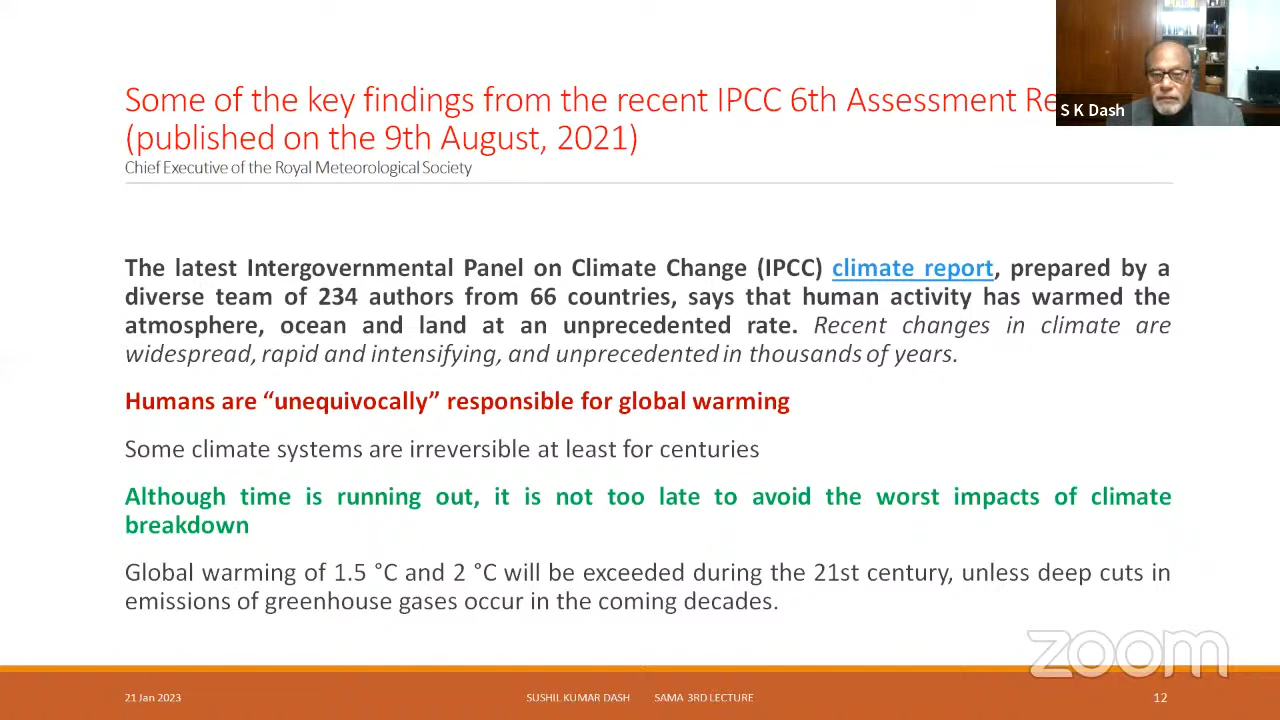 Some of the key findings from the recent IPCC 6th Assessment Re
(published on the 9th August, 2021)
Chief Executive of the Royal Meteorological Society
S K Dash
The latest Intergovernmental Panel on Climate Change (IPCC) climate report, prepared by a
diverse team of 234 authors from 66 countries, says that human activity has warmed the
atmosphere, ocean and land at an unprecedented rate. Recent changes in climate are
widespread, rapid and intensifying, and unprecedented in thousands of years.
Humans are “unequivocally” responsible for global warming
Some climate systems are irreversible at least for centuries
Although time is running out, it is not too late to avoid the worst impacts of climate
breakdown
Global warming of 1.5 °C and 2 °C will be exceeded during the 21st century, unless deep cuts in
emissions of greenhouse gases occur in the coming decades.
zoom
21 Jan 2023 SUSHIL KUMAR DASH SAMA 3RD LECTURE 12